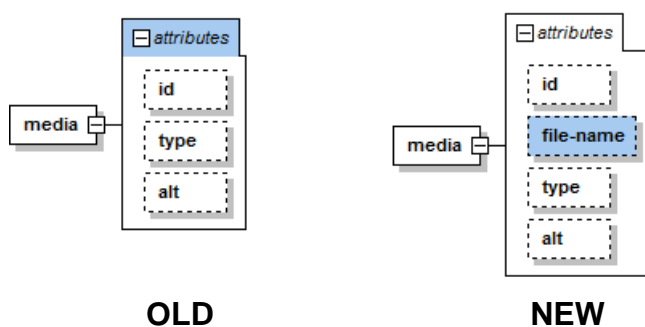 attributes
id
media
type
alt
OLD
attributes
id
file-name
media
type
alt
NEW